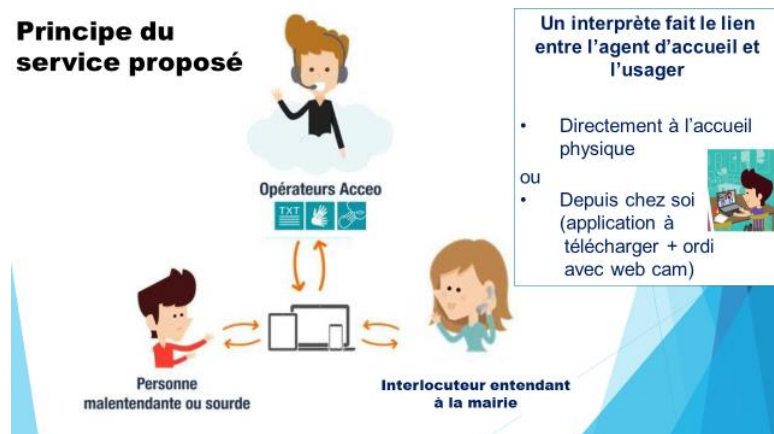 Principe du
service proposé
Un interprète fait le lien
entre l'agent d'accueil et
l'usager
• Directement à l'accueil
physique
ou
• Depuis chez soi
(application à
télécharger + ordi
avec web cam)
Opérateurs Acceo
TXT
Personne
malentendante ou sourde
Interlocuteur entendant
à la mairie